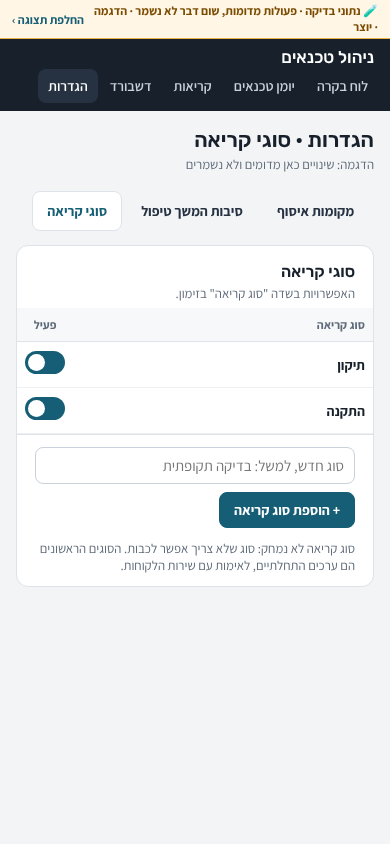 🧪 נתוני בדיקה · פעולות מדומות, שום דבר לא נשמר · הדגמה
· יוצר
החלפת תצוגה ›
ניהול טכנאים
לוח בקרה
יומן טכנאים
קריאות
דשבורד
הגדרות
הגדרות • סוגי קריאה
הדגמה: שינויים כאן מדומים ולא נשמרים
מקומות איסוף
סיבות המשך טיפול
סוגי קריאה
סוגי קריאה
האפשרויות בשדה "סוג קריאה" בזימון.
סוג קריאה
פעיל
תיקון
התקנה
סוג חדש, למשל: בדיקה תקופתית
+ הוספת סוג קריאה
סוג קריאה לא נמחק: סוג שלא צריך אפשר לכבות. הסוגים הראשונים
הם ערכים התחלתיים, לאימות עם שירות הלקוחות.